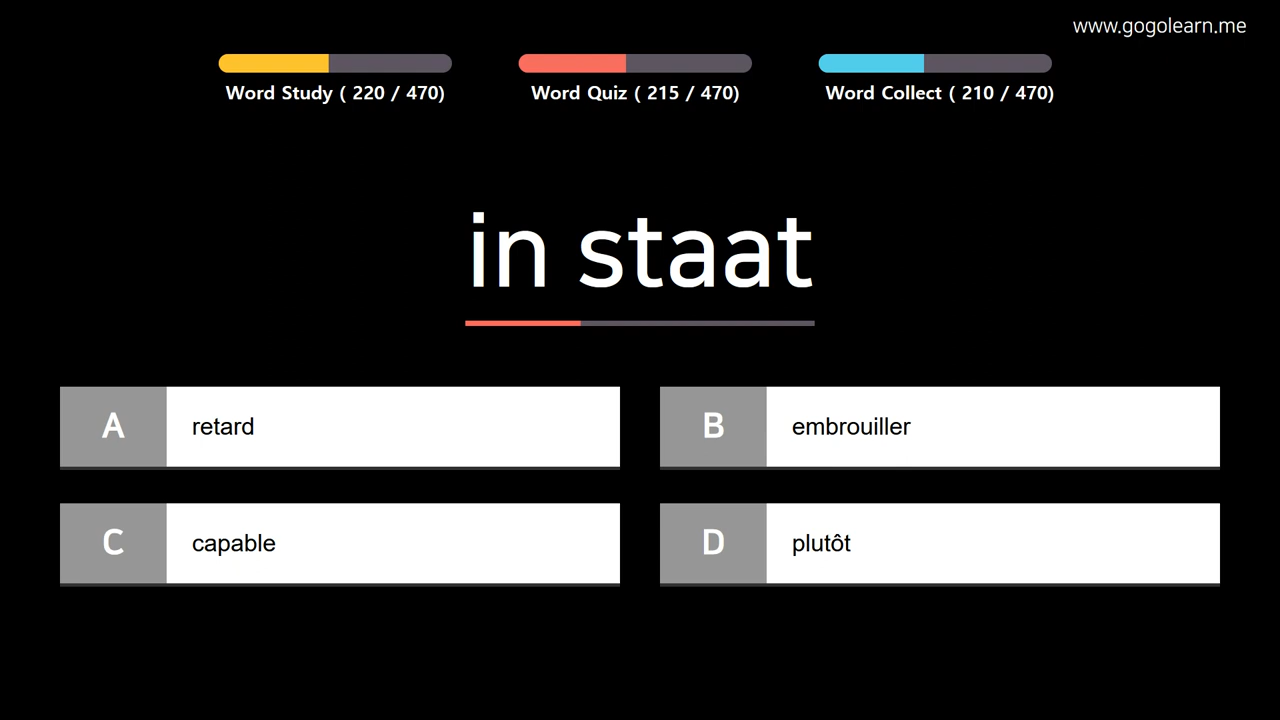 www.gogolearn.me
Word Study ( 220 / 470)
Word Quiz ( 215 / 470)
Word Collect ( 210 / 470)
in staat
A retard
B embrouiller
C capable
D plutôt